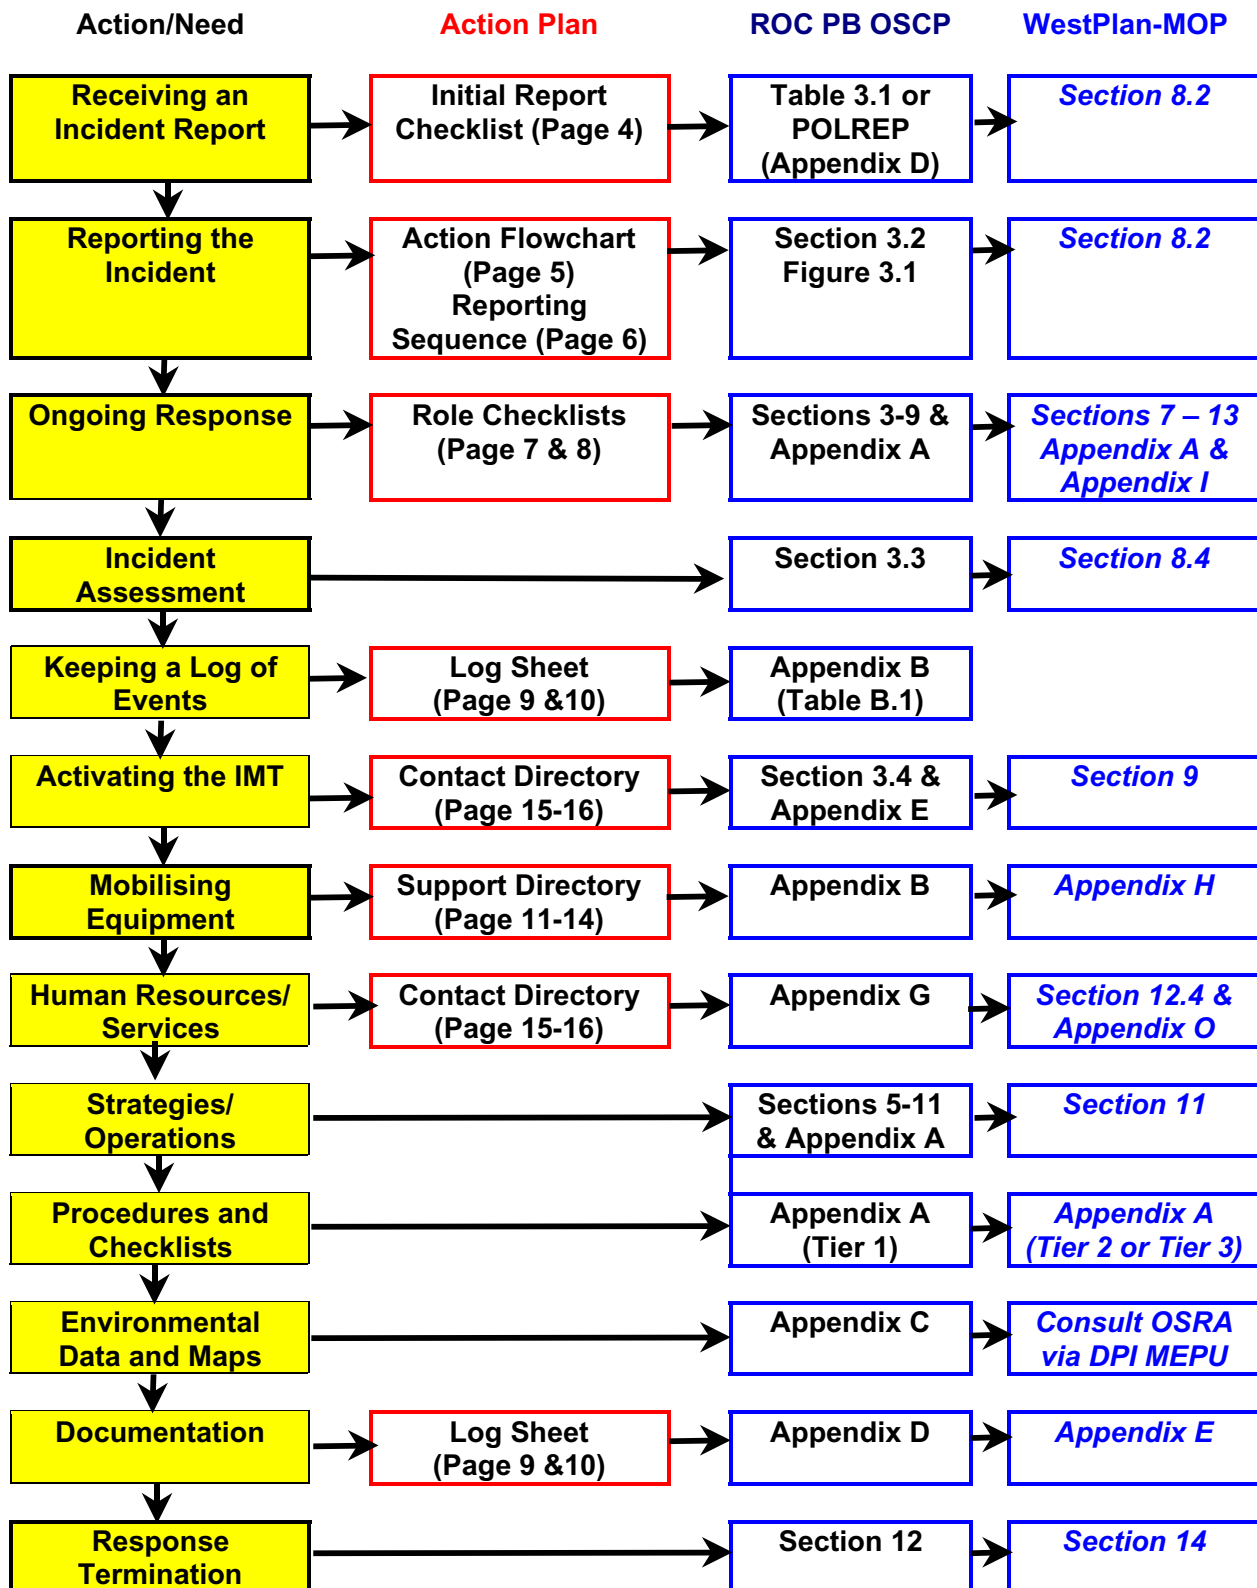 Action/Need
Action Plan
ROC PB OSCP
WestPlan-MOP
Receiving an
Incident Report
Initial Report
Checklist (Page 4)
Table 3.1 or
POLREP
(Appendix D)
Section 8.2
Reporting the
Incident
Action Flowchart
(Page 5)
Reporting
Sequence (Page 6)
Section 3.2
Figure 3.1
Section 8.2
Ongoing Response
Role Checklists
(Page 7 & 8)
Sections 3-9 &
Appendix A
Sections 7 – 13
Appendix A &
Appendix I
Incident
Assessment
Section 3.3
Section 8.4
Keeping a Log of
Events
Log Sheet
(Page 9 &10)
Appendix B
(Table B.1)
Activating the IMT
Contact Directory
(Page 15-16)
Section 3.4 &
Appendix E
Section 9
Mobilising
Equipment
Support Directory
(Page 11-14)
Appendix B
Appendix H
Human Resources/
Services
Contact Directory
(Page 15-16)
Appendix G
Section 12.4 &
Appendix O
Strategies/
Operations
Sections 5-11
& Appendix A
Section 11
Procedures and
Checklists
Appendix A
(Tier 1)
Appendix A
(Tier 2 or Tier 3)
Environmental
Data and Maps
Appendix C
Consult OSRA
via DPI MEPU
Documentation
Log Sheet
(Page 9 &10)
Appendix D
Appendix E
Response
Termination
Section 12
Section 14